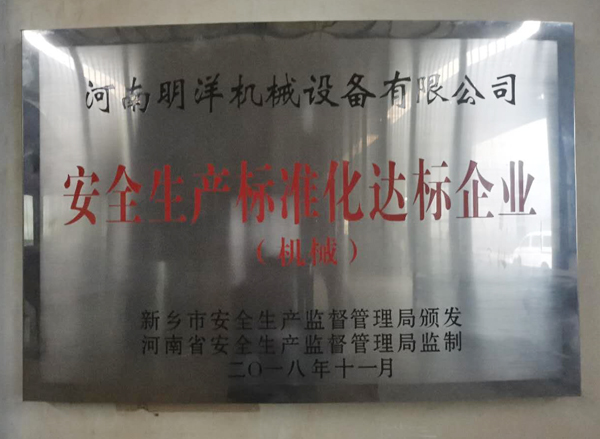 河南明洋机械设备有限公司
安全生产标准化达标企业
（机械）
新乡市安全生产监督管理局颁发
河南省安全生产监督管理局监制
二〇一八年十一月